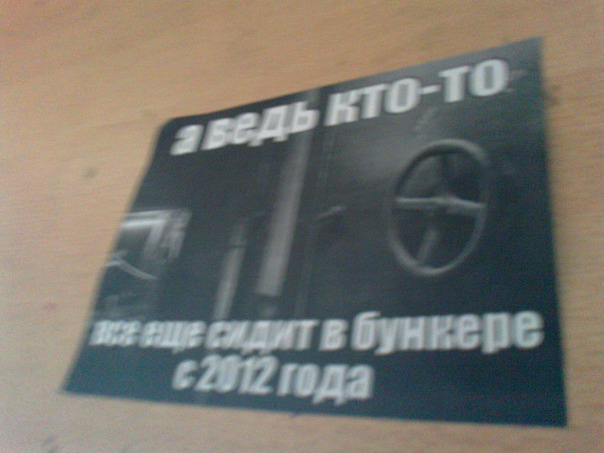 а ведь кто-то
все еще сидит в бункере
с 2012 года